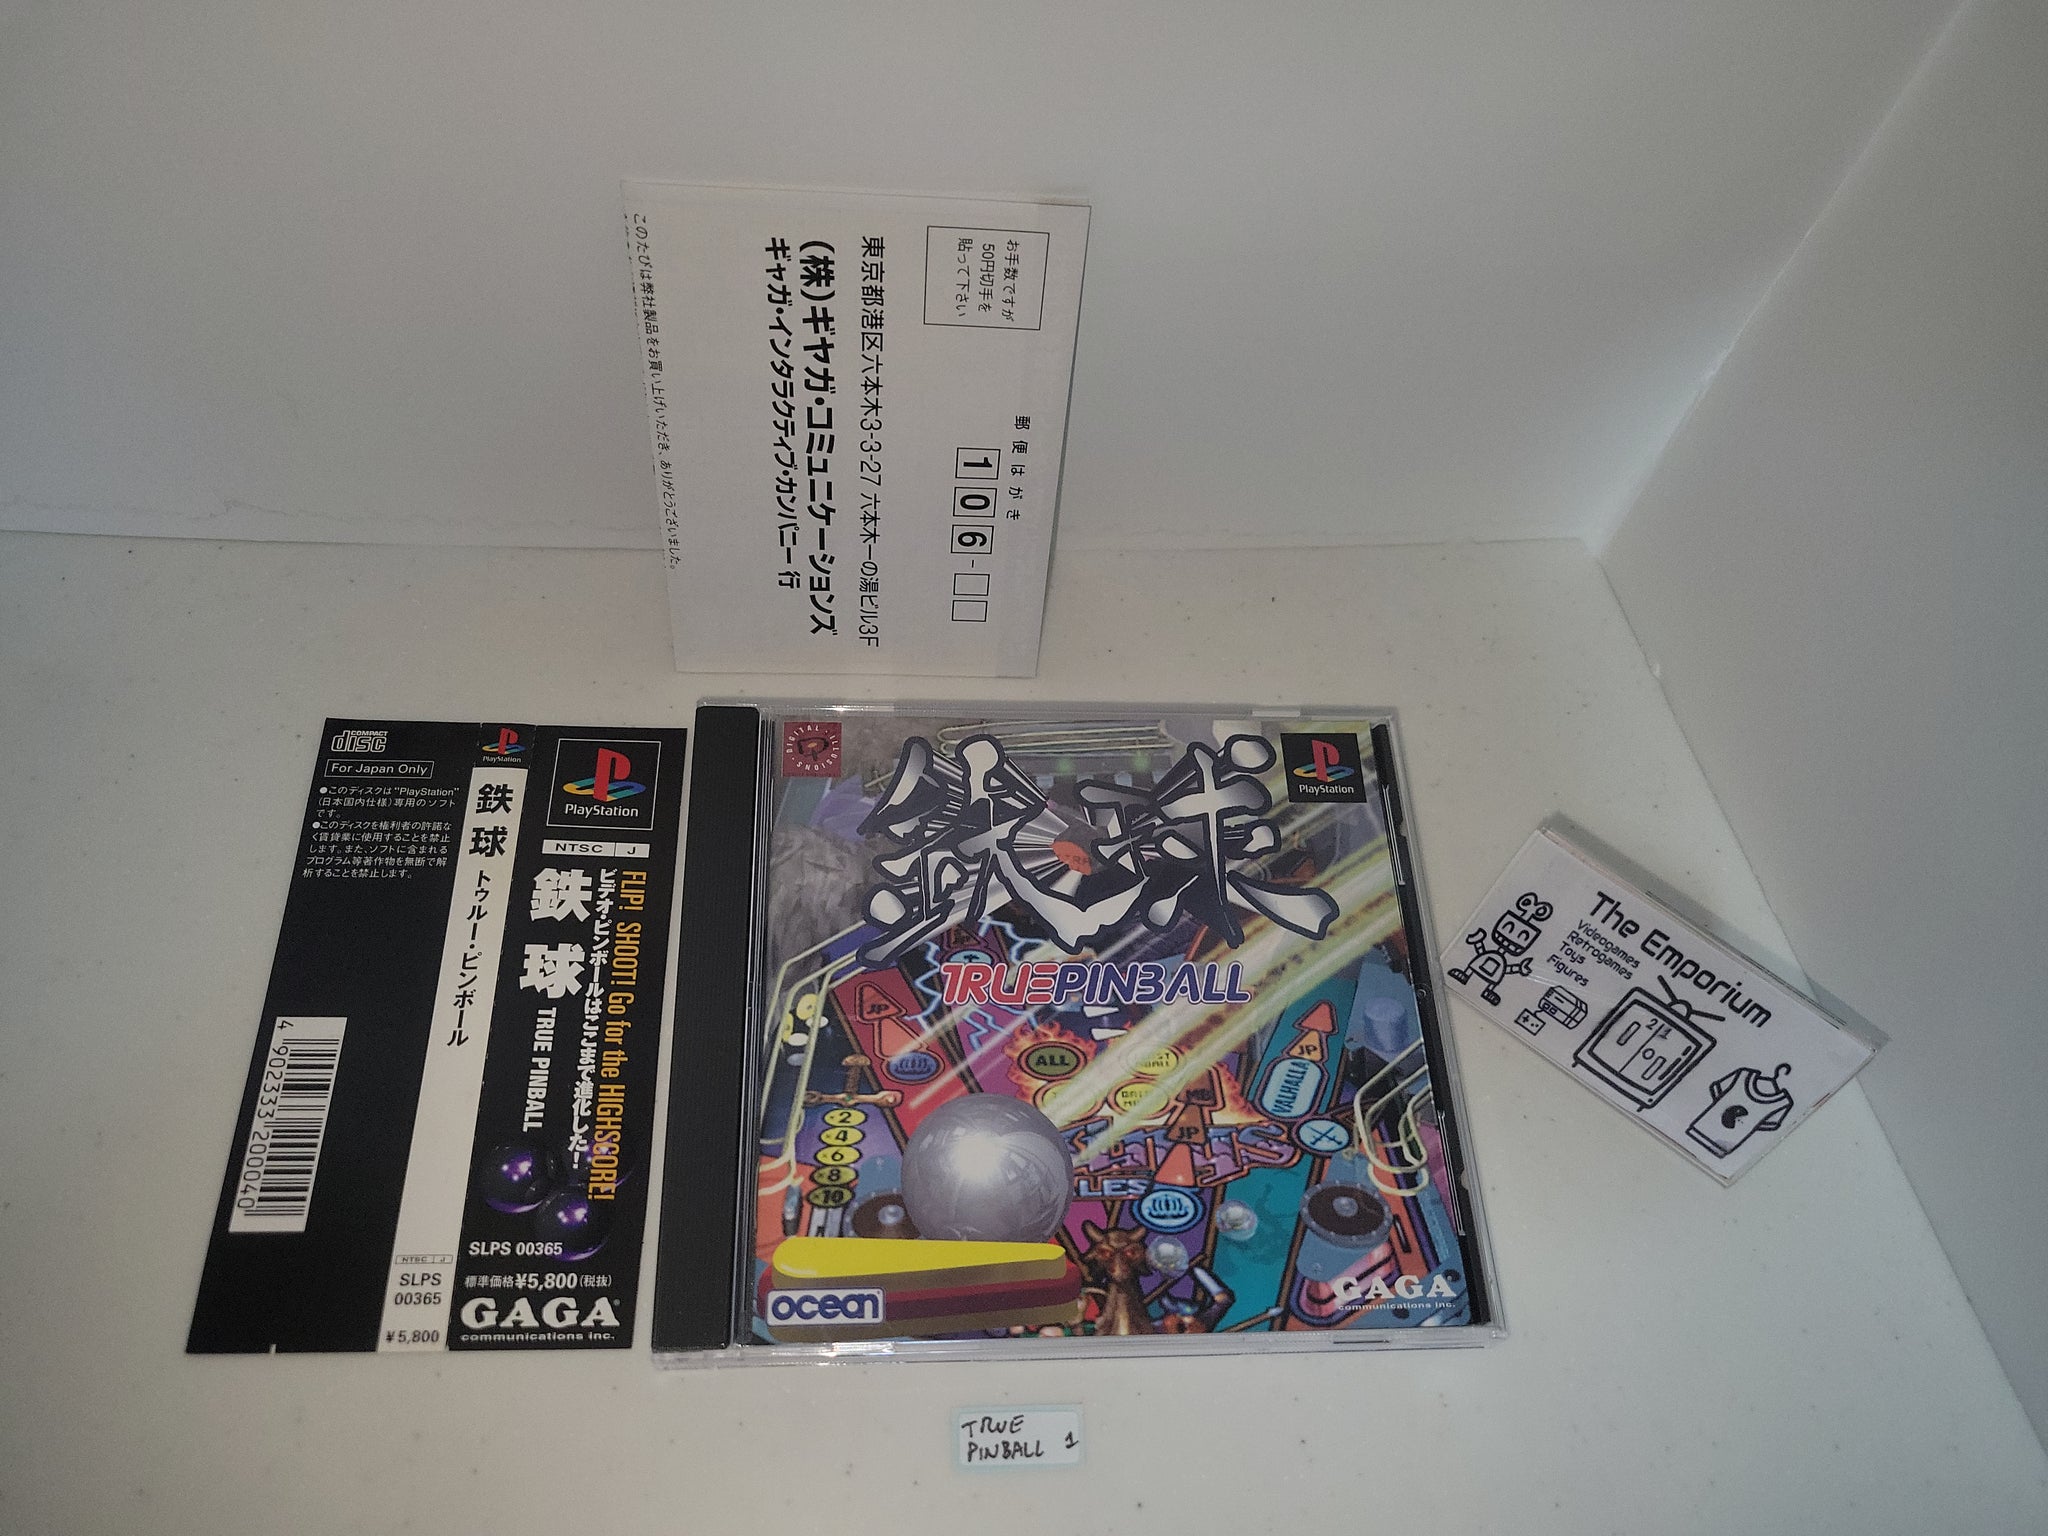 お手数ですが
50円切手を
貼って下さい
郵便はがき
106-
東京都港区六本木3-3-27 六本木一の湯ビル3F
(株)ギャガ・コミュニケーションズ
ギャガ・インタラクティブ・カンパニー 行
このたびは弊社製品をお買い上げいただき、ありがとうございました。
COMPACT
disc
For Japan Only
●このディスクは"PlayStation"
(日本国内仕様)専用のソフト
です。
●このディスクを権利者の許諾な
く賃貸業に使用することを禁止
します。また、ソフトに含まれる
プログラム等著作物を無断で解
析することを禁止します。
4 902333 200040
PlayStation
鉄球 トゥルー・ピンボール
NTSC J
SLPS
00365
¥5,800
PlayStation
NTSC J
FLIP! SHOOT! Go for the HIGHSCORE!
ビデオ・ピンボールはここまで進化した!
鉄球 TRUE PINBALL
SLPS 00365
標準価格¥5,800(税抜)
GAGA
communications inc.
DIGITAL ILLUSIONS
鉄球
PlayStation
TRUEPINBALL
JP
JP
ALL
JP
VALHALLA
JP
2
4
6
8
10
ocean
GAGA
communications inc.
The Emporium
Videogames
Retrogames
Toys
Figures
TRUE
PINBALL 1